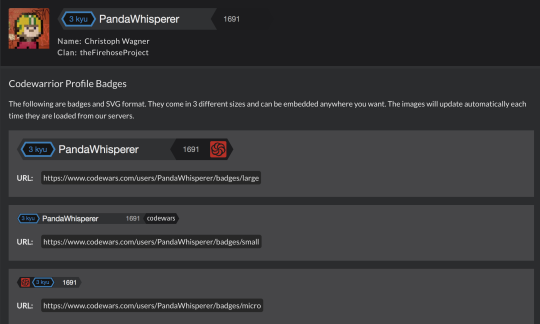 3 kyu PandaWhisperer 1691
Name: Christoph Wagner
Clan: theFirehoseProject
Codewarrior Profile Badges
The following are badges and SVG format. They come in 3 different sizes and can be embedded anywhere you want. The images will update automatically each
time they are loaded from our servers.
3 kyu PandaWhisperer 1691
URL: https://www.codewars.com/users/PandaWhisperer/badges/large
3 kyu PandaWhisperer 1691 codewars
URL: https://www.codewars.com/users/PandaWhisperer/badges/small
3 kyu 1691
URL: https://www.codewars.com/users/PandaWhisperer/badges/micro